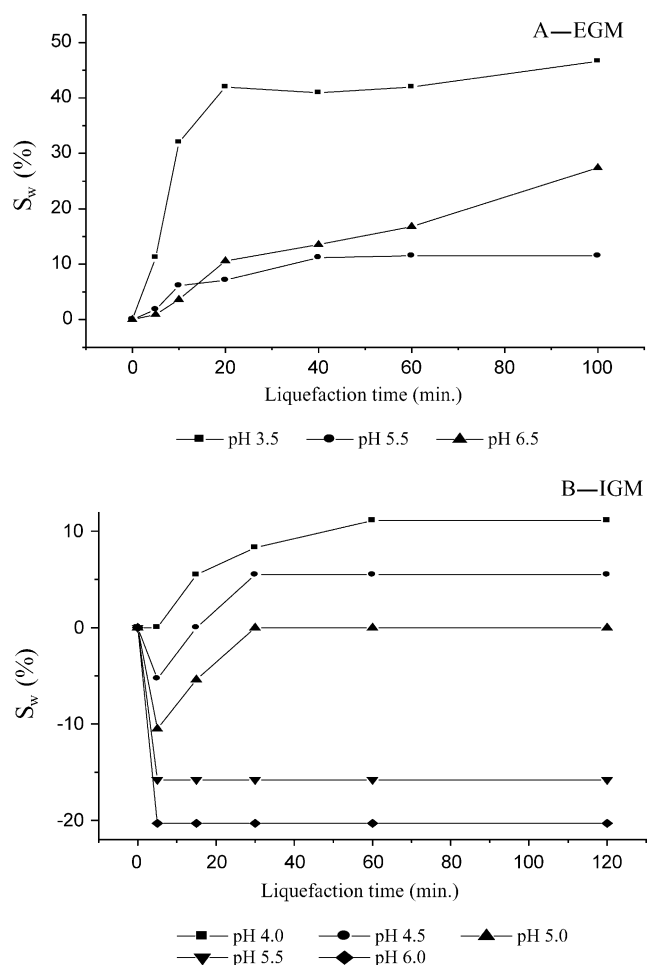 A—EGM
50
40
30
20
10
0
S_w (%)
0 20 40 60 80 100
Liquefaction time (min.)
pH 3.5 pH 5.5 pH 6.5
B—IGM
10
0
-10
-20
S_w (%)
0 20 40 60 80 100 120
Liquefaction time (min.)
pH 4.0 pH 4.5 pH 5.0
pH 5.5 pH 6.0